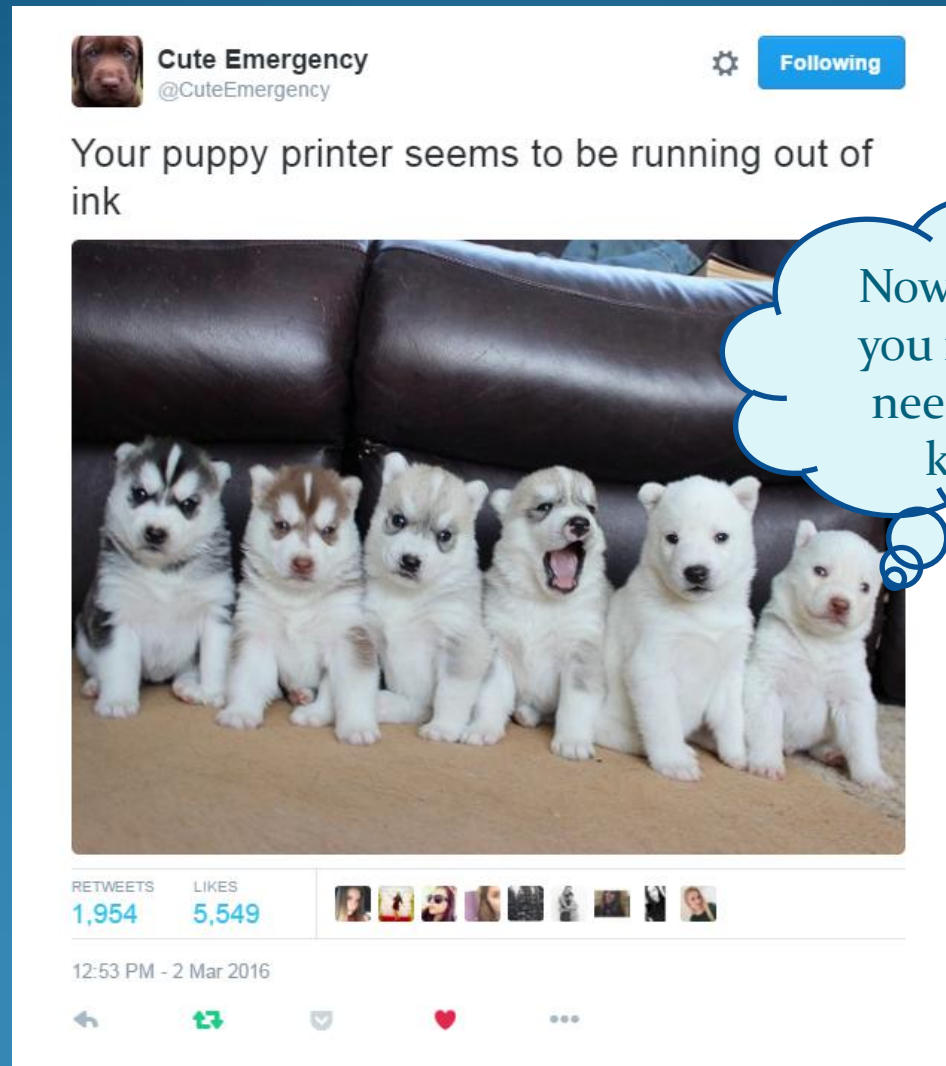 Cute Emergency
@CuteEmergency
Following
Your puppy printer seems to be running out of
ink
Now
you
RETWEETS
LIKES
1,954
5,549
12:53 PM - 2 Mar 2016